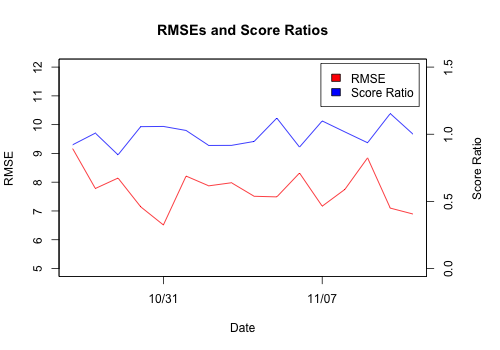 RMSEs and Score Ratios
RMSE
Score Ratio
12
11
10
9
8
7
6
5
RMSE
1.5
1.0
0.5
0.0
Score Ratio
10/31
11/07
Date